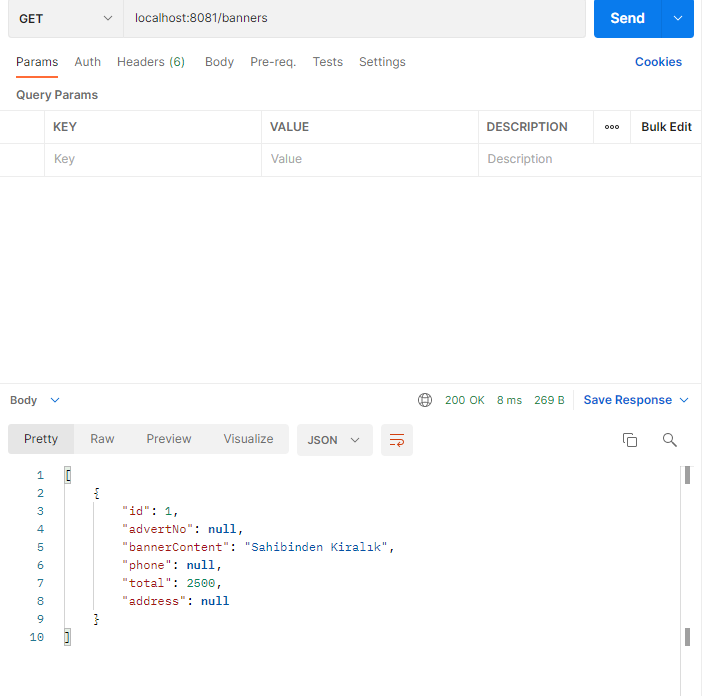 GET localhost:8081/banners Send
Params Auth Headers (6) Body Pre-req. Tests Settings Cookies
Query Params
KEY VALUE DESCRIPTION ooo Bulk Edit
Key Value Description
Body 200 OK 8 ms 269 B Save Response
Pretty Raw Preview Visualize JSON
1 [
2 {
3 "id": 1,
4 "advertNo": null,
5 "bannerContent": "Sahibinden Kiralık",
6 "phone": null,
7 "total": 2500,
8 "address": null
9 }
10 ]